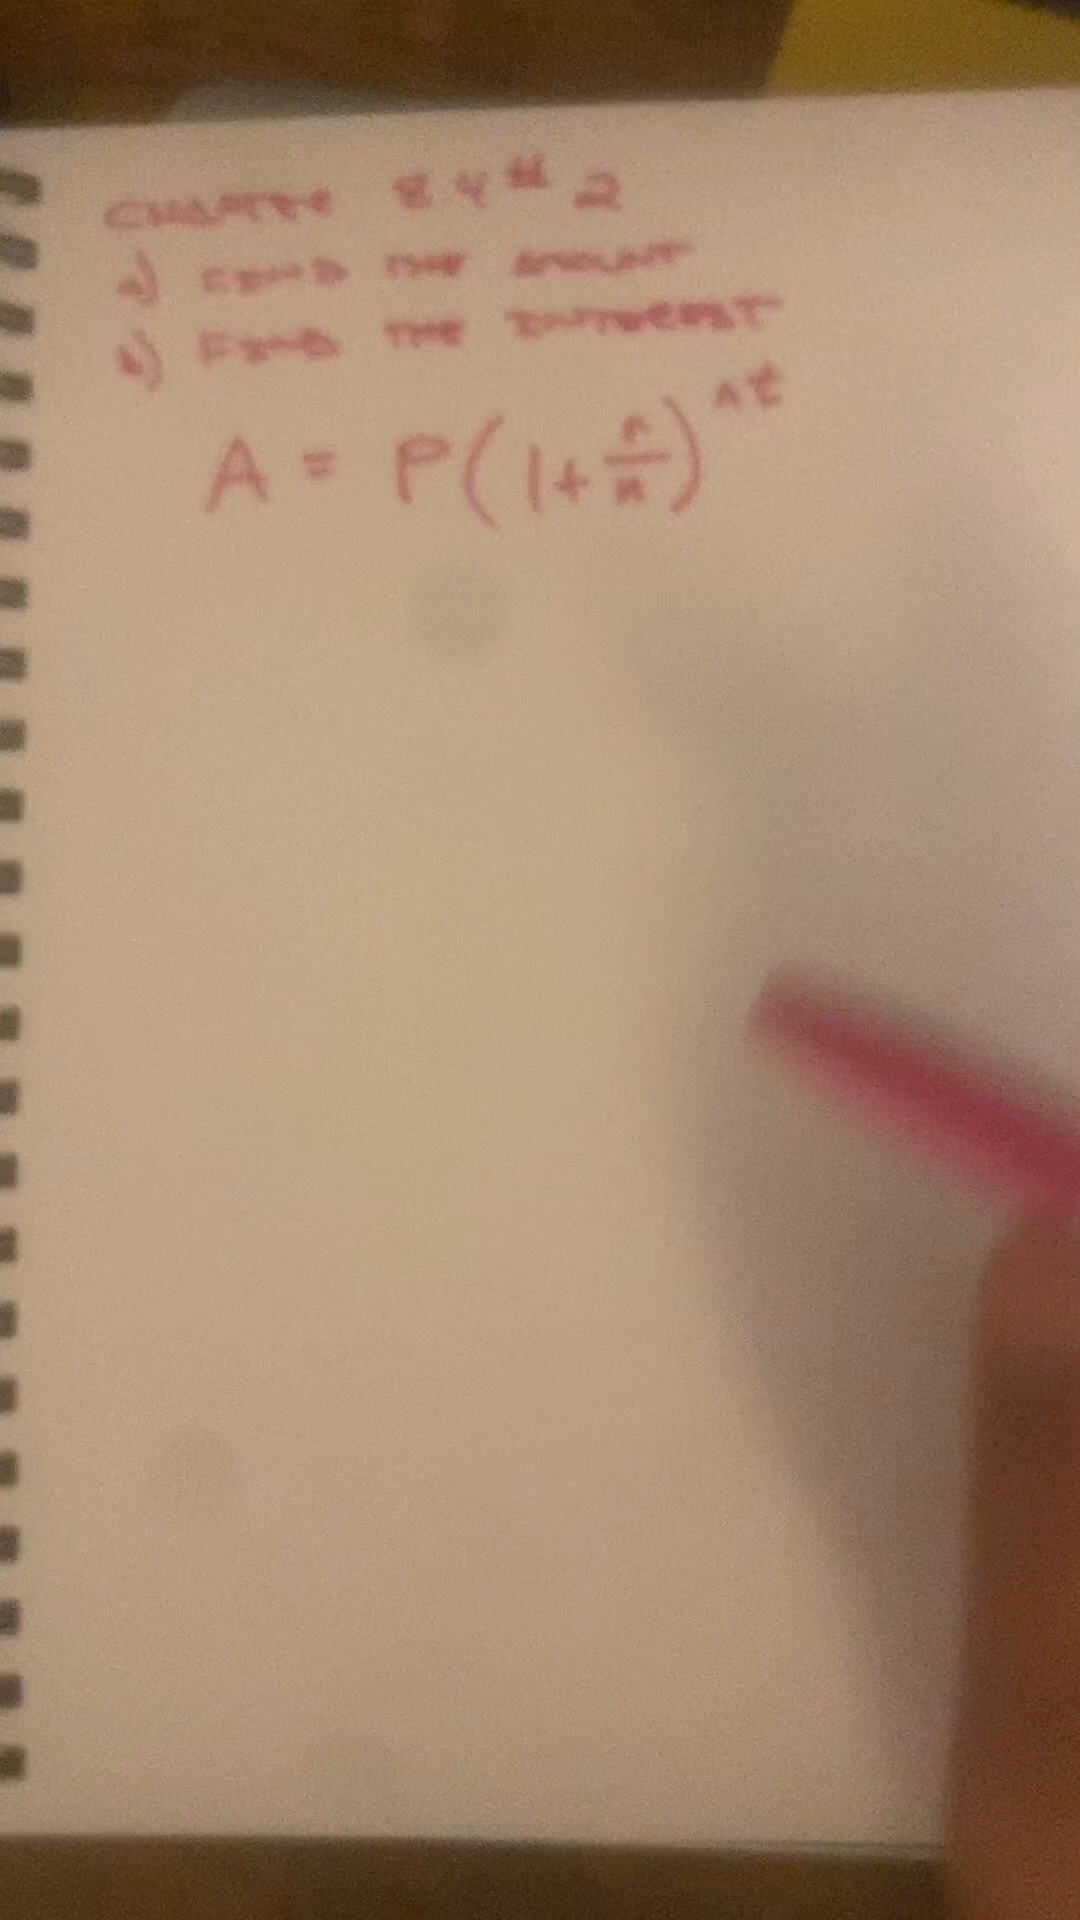 CHAPTER 8.4 # 2
a) FIND THE AMOUNT
b) FIND THE INTEREST
A = P(1 + r/n)^nt